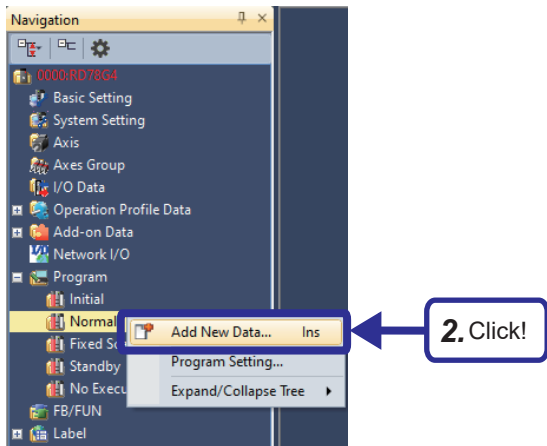 Navigation
0000:RD78G4
Basic Setting
System Setting
Axis
Axes Group
I/O Data
Operation Profile Data
Add-on Data
Network I/O
Program
Initial
Normal
Add New Data... Ins
2. Click!
Fixed Sc
Program Setting...
Standby
No Execu
Expand/Collapse Tree
FB/FUN
Label